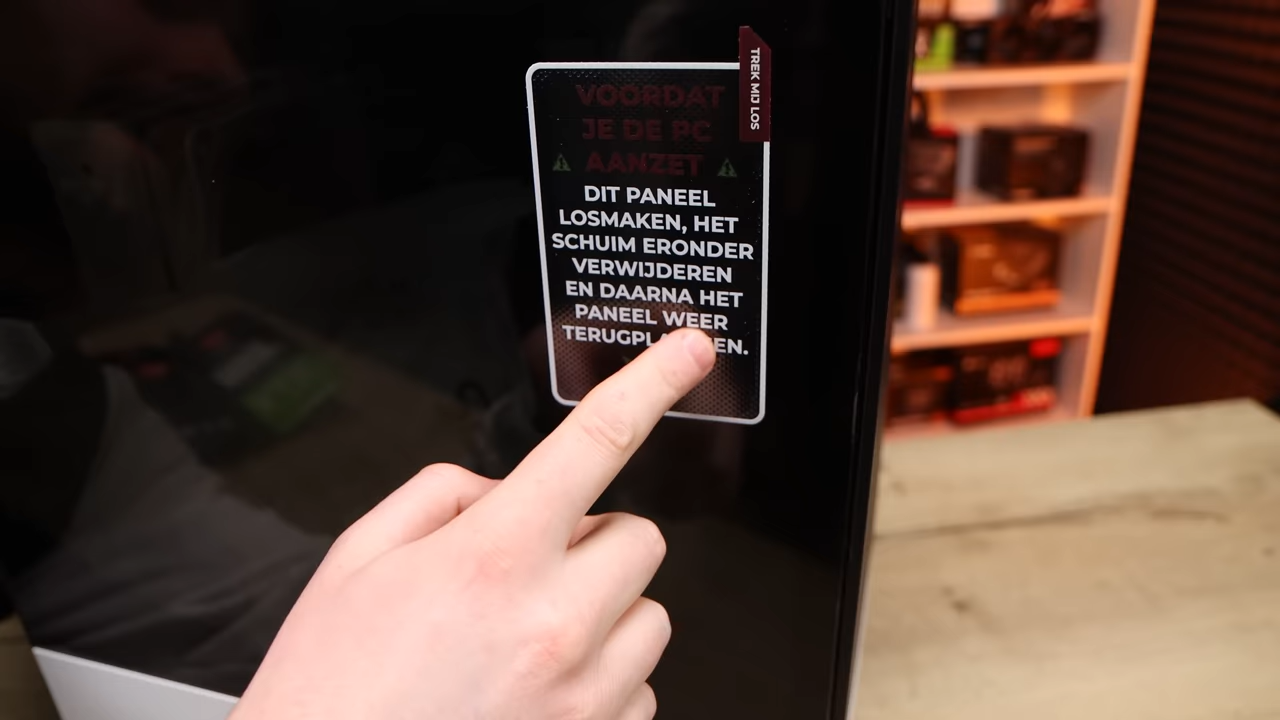 VOORDAT
JE DE PC
AANZET
TREK MIJ LOS
DIT PANEEL
LOSMAKEN, HET
SCHUIM ERONDER
VERWIJDEREN
EN DAARNA HET
PANEEL WEER